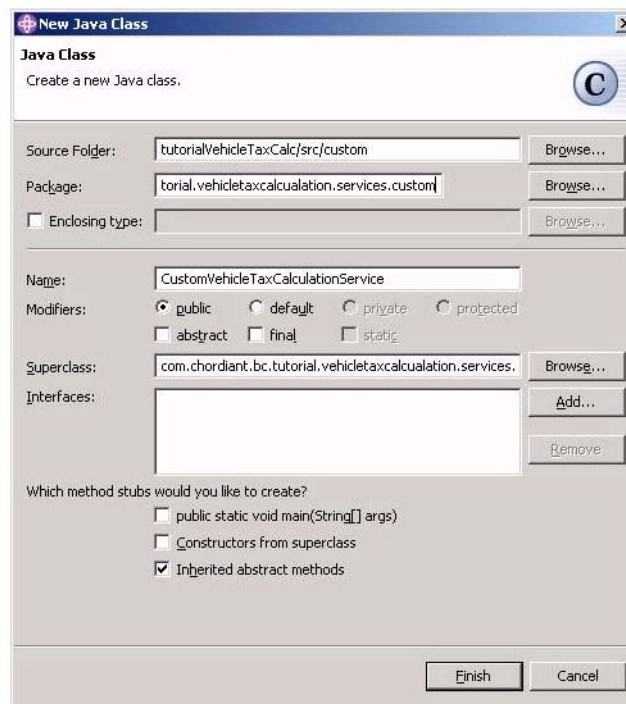 New Java Class
Java Class
Create a new Java class.
C
Source Folder: tutorialVehicleTaxCalc/src/custom Browse...
Package: torial.vehicletaxcalcualation.services.custom Browse...
Enclosing type: Browse...
Name: CustomVehicleTaxCalculationService
Modifiers: public default private protected
abstract final static
Superclass: com.chordiant.bc.tutorial.vehicletaxcalcualation.services. Browse...
Interfaces: Add...
Remove
Which method stubs would you like to create?
public static void main(String[] args)
Constructors from superclass
Inherited abstract methods
Finish Cancel